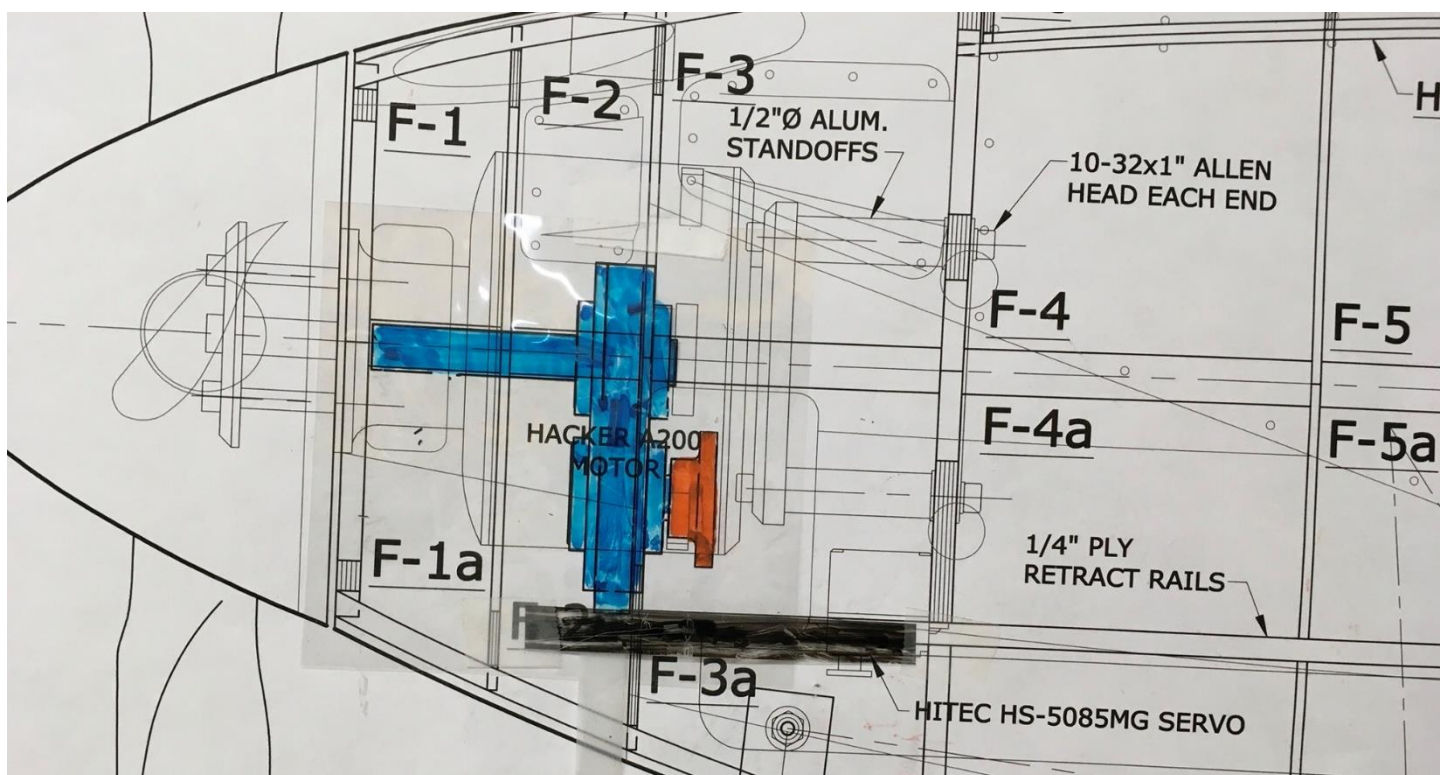 F-1
F-2
F-3
1/2"Ø ALUM.
STANDOFFS
10-32x1" ALLEN
HEAD EACH END
H
F-4
F-5
HACKER A200
MOTOR
F-4a
F-5a
F-1a
1/4" PLY
RETRACT RAILS
F-3a
HITEC HS-5085MG SERVO